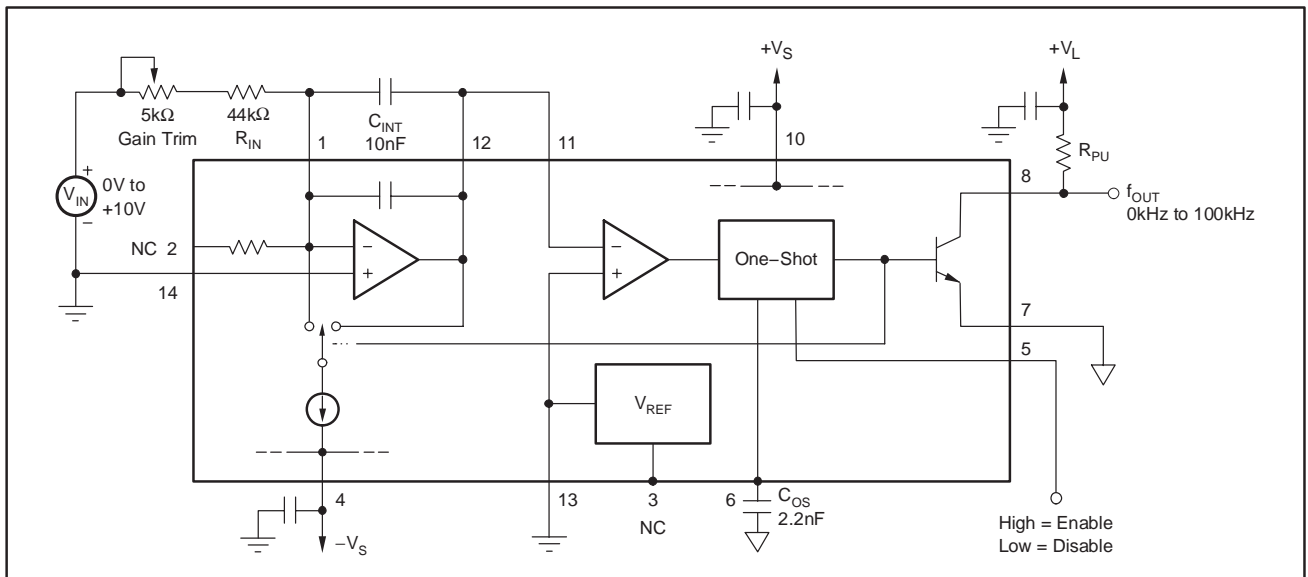 +V_S
+V_L
5kΩ
Gain Trim
44kΩ
R_IN
C_INT
10nF
1
12
11
10
R_PU
8
f_OUT
0kHz to 100kHz
+
V_IN
−
0V to
+10V
NC 2
14
−
+
−
+
One−Shot
7
5
V_REF
4
−V_S
13
3
NC
6
C_OS
2.2nF
High = Enable
Low = Disable